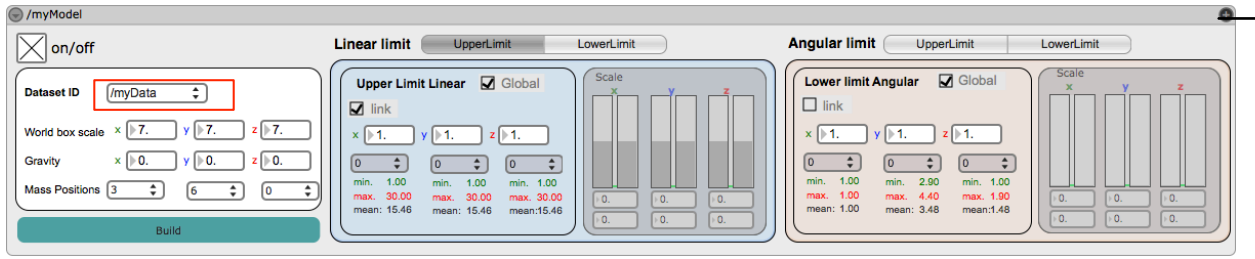 /myModel
on/off
Dataset ID /myData
World box scale x 7. y 7. z 7.
Gravity x 0. y 0. z 0.
Mass Positions 3 6 0
Build
Linear limit UpperLimit LowerLimit
Upper Limit Linear Global
link
x 1. y 1. z 1.
0 0 0
min. 1.00 min. 1.00 min. 1.00
max. 30.00 max. 30.00 max. 30.00
mean: 15.46 mean: 15.46 mean:15.46
Scale
x y z
0. 0. 0.
0. 0. 0.
Angular limit UpperLimit LowerLimit
Lower limit Angular Global
link
x 1. y 1. z 1.
0 0 0
min. 1.00 min. 2.90 min. 1.00
max. 1.00 max. 4.40 max. 1.90
mean: 1.00 mean: 3.48 mean:1.48
Scale
x y z
0. 0. 0.
0. 0. 0.